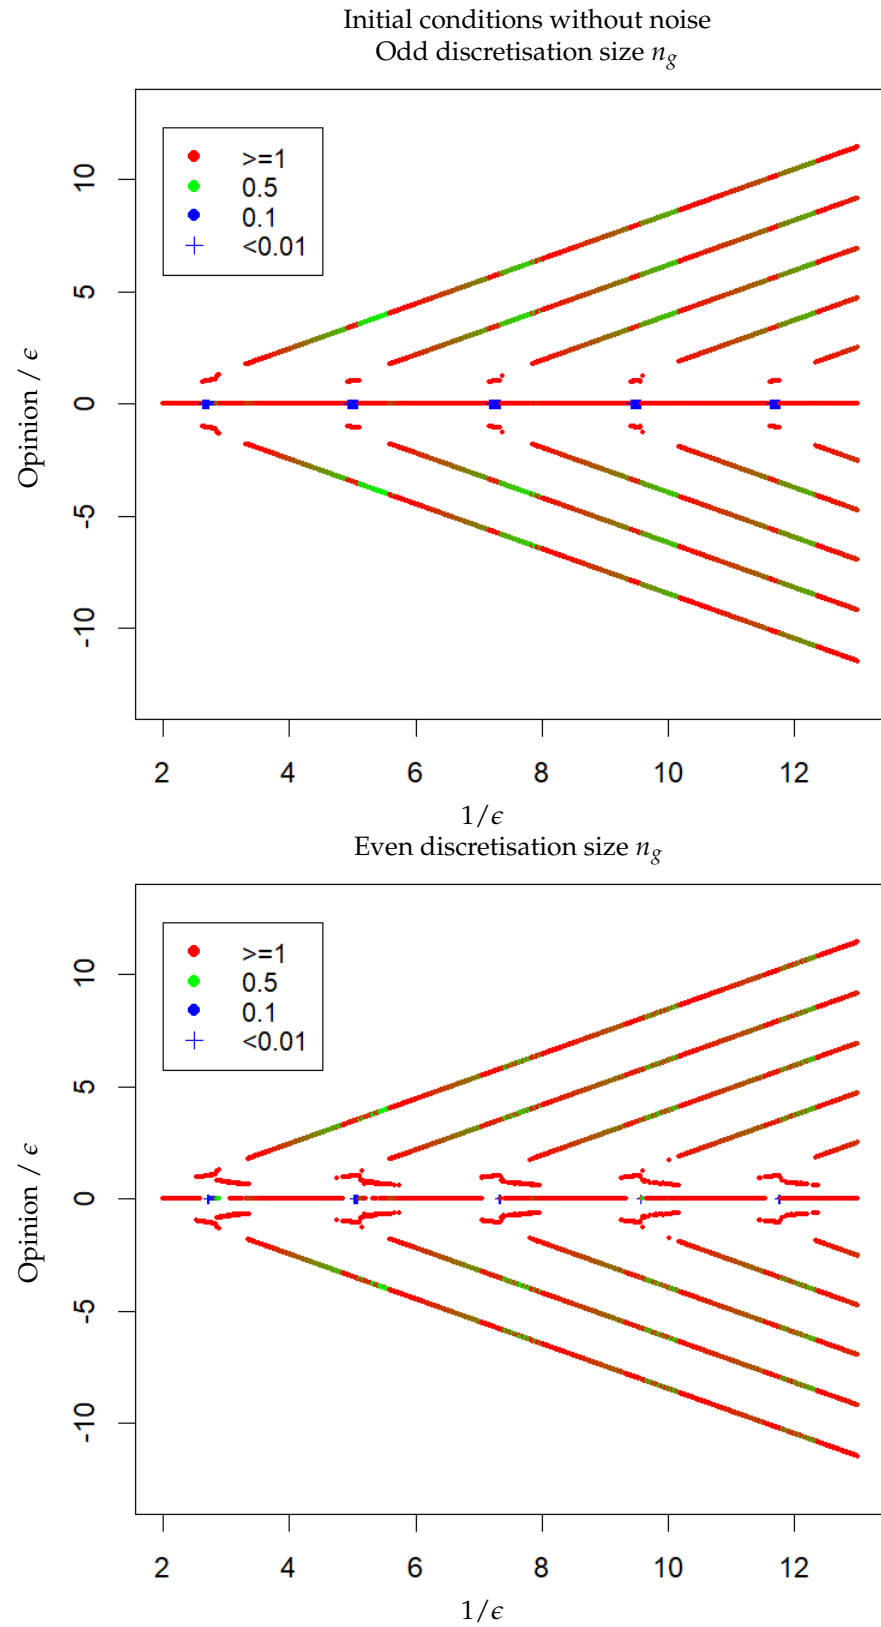 Initial conditions without noise
Odd discretisation size n_g
>=1
0.5
0.1
<0.01
10
5
0
-5
-10
Opinion / ϵ
2 4 6 8 10 12
1/ϵ
Even discretisation size n_g
>=1
0.5
0.1
<0.01
10
5
0
-5
-10
Opinion / ϵ
2 4 6 8 10 12
1/ϵ